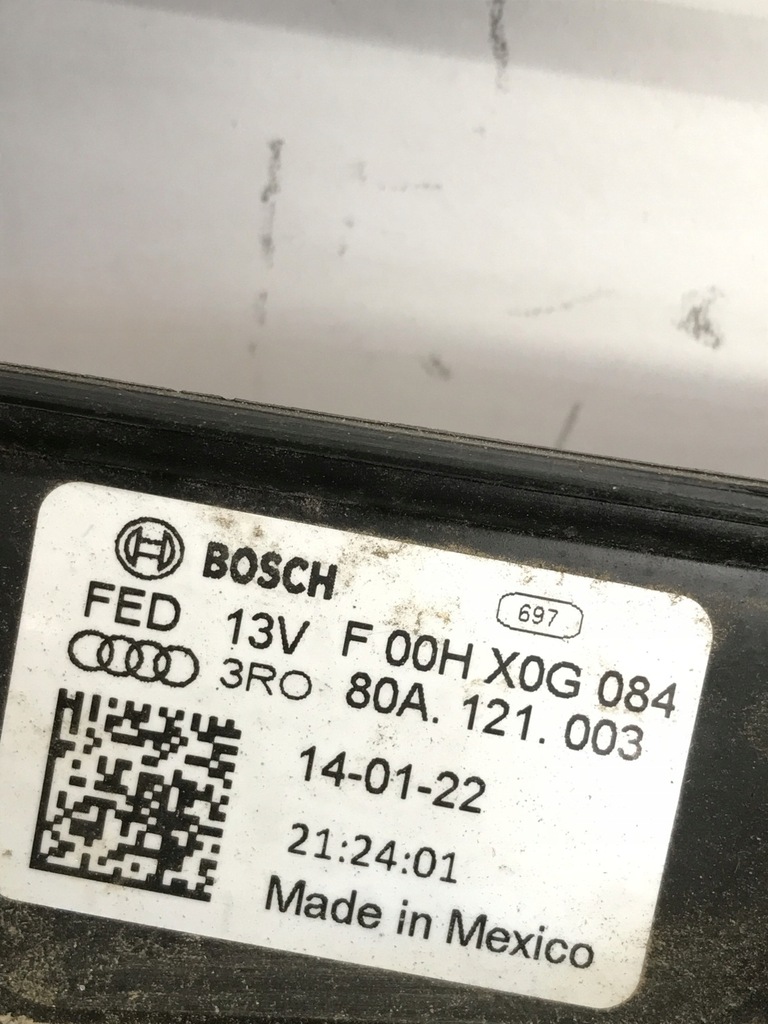 BOSCH
697
FED 13V F 00H X0G 084
3RO 80A. 121. 003
14-01-22
21:24:01
Made in Mexico